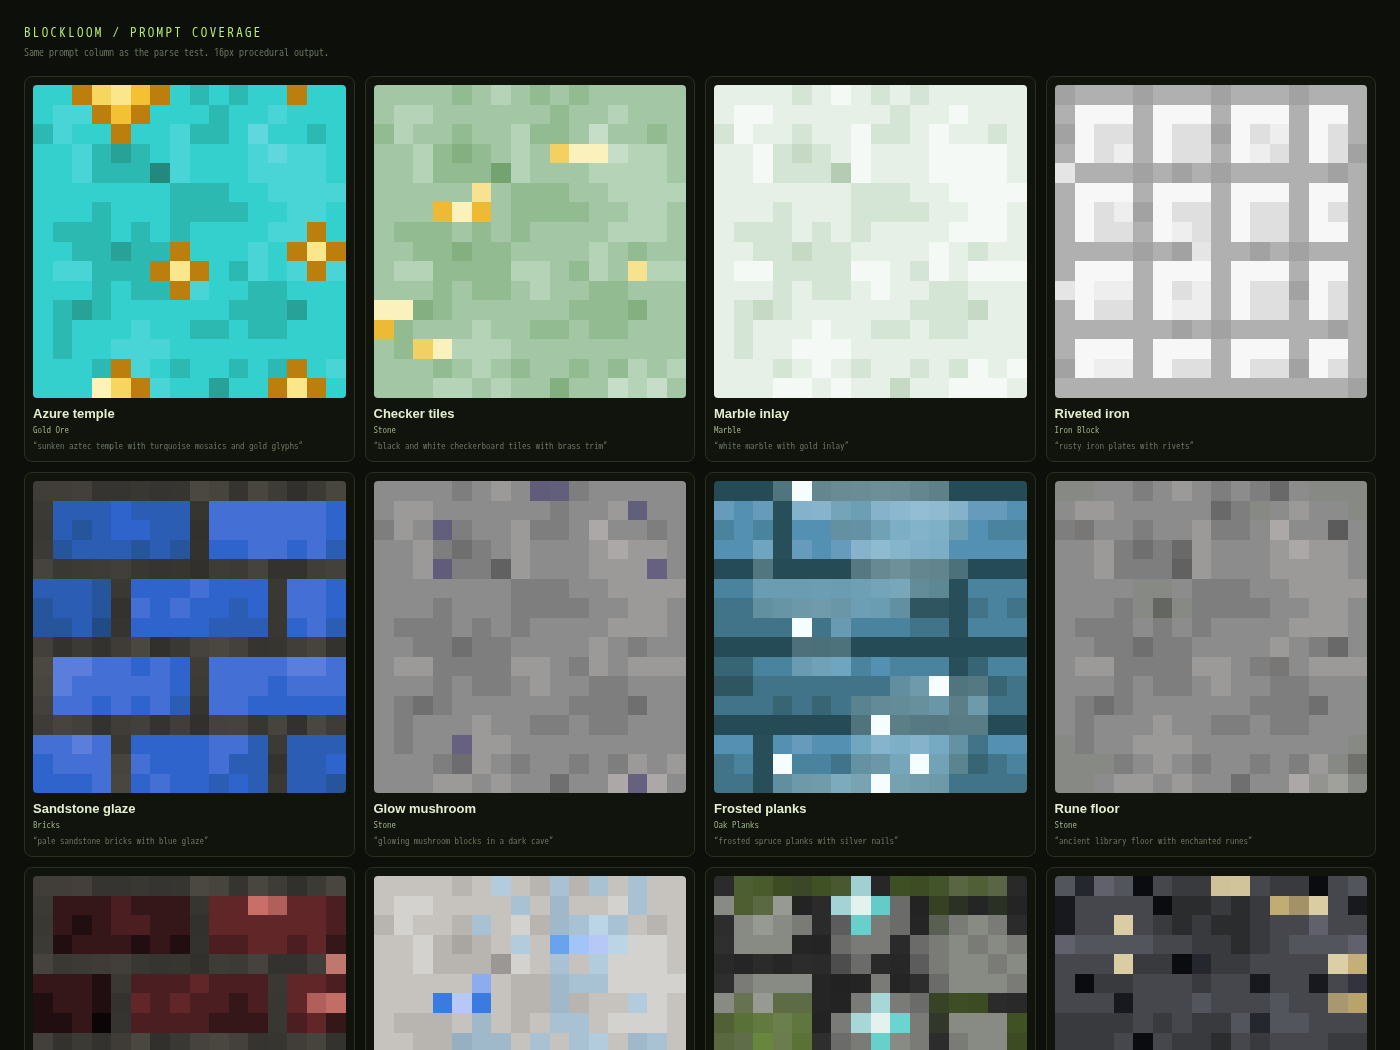 BLOCKLOOM / PROMPT COVERAGE
Same prompt column as the parse test. 16px procedural output.
Azure temple
Gold Ore
"sunken aztec temple with turquoise mosaics and gold glyphs"
Checker tiles
Stone
"black and white checkerboard tiles with brass trim"
Marble inlay
Marble
"white marble with gold inlay"
Riveted iron
Iron Block
"rusty iron plates with rivets"
Sandstone glaze
Bricks
"pale sandstone bricks with blue glaze"
Glow mushroom
Stone
"glowing mushroom blocks in a dark cave"
Frosted planks
Oak Planks
"frosted spruce planks with silver nails"
Rune floor
Stone
"ancient library floor with enchanted runes"